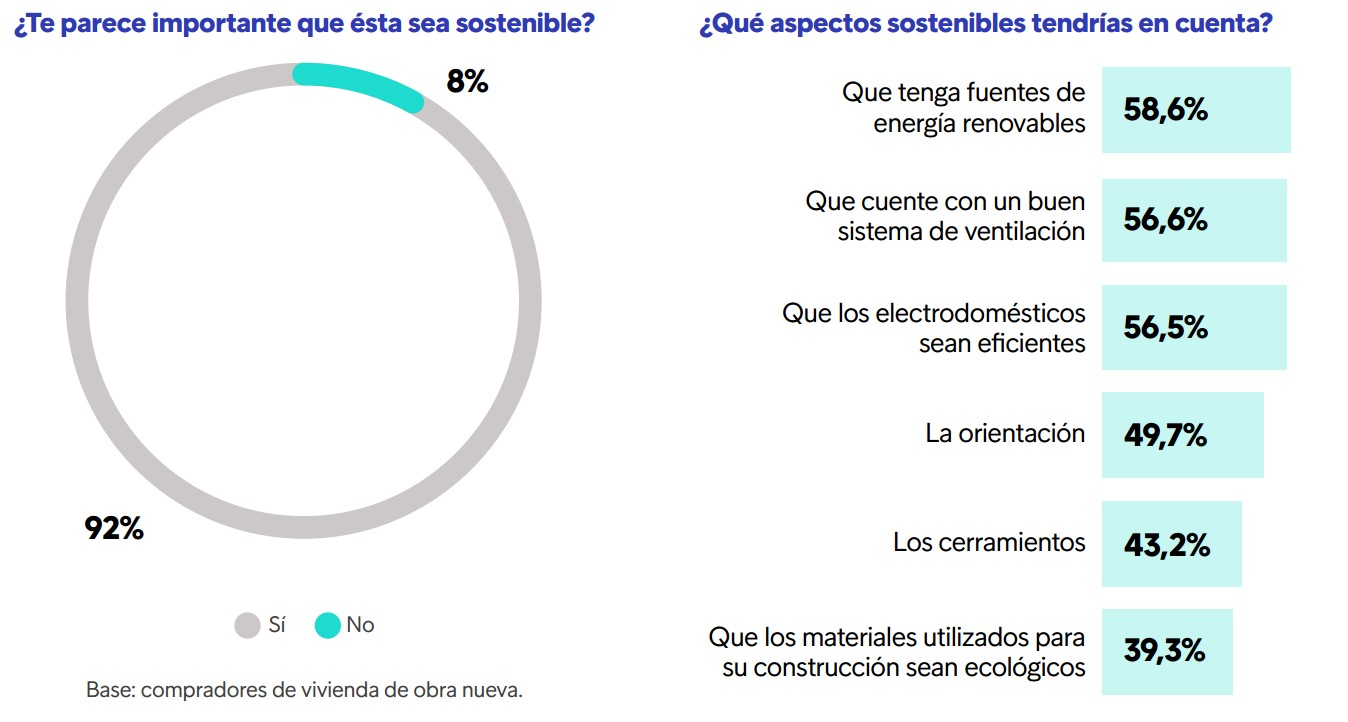 ¿Te parece importante que ésta sea sostenible?
8%
92%
Sí
No
Base: compradores de vivienda de obra nueva.
¿Qué aspectos sostenibles tendrías en cuenta?
Que tenga fuentes de
energía renovables
58,6%
Que cuente con un buen
sistema de ventilación
56,6%
Que los electrodomésticos
sean eficientes
56,5%
La orientación
49,7%
Los cerramientos
43,2%
Que los materiales utilizados para
su construcción sean ecológicos
39,3%